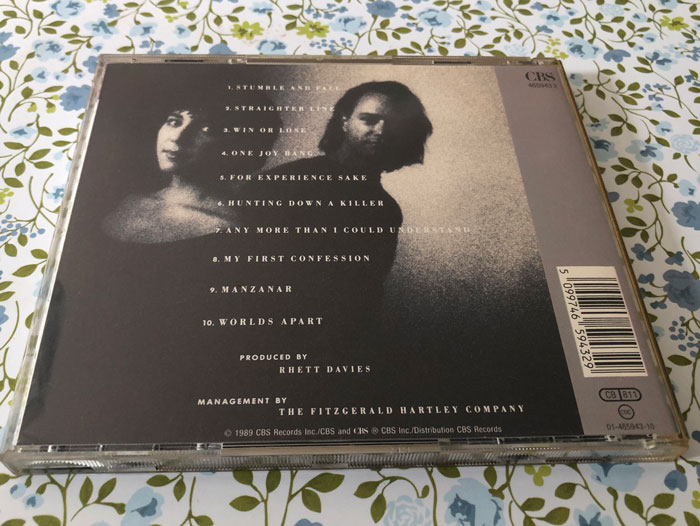 CBS
465943 2
1. STUMBLE AND FALL
2. STRAIGHTER LINE
3. WIN OR LOSE
4. ONE JOY BANG
5. FOR EXPERIENCE SAKE
6. HUNTING DOWN A KILLER
7. ANY MORE THAN I COULD UNDERSTAND
8. MY FIRST CONFESSION
9. MANZANAR
10. WORLDS APART
PRODUCED BY
RHETT DAVIES
MANAGEMENT BY
THE FITZGERALD HARTLEY COMPANY
© 1989 CBS Records Inc./CBS and CBS ® CBS Inc./Distribution CBS Records
5 099746 594329
CB 811
01-465943-10